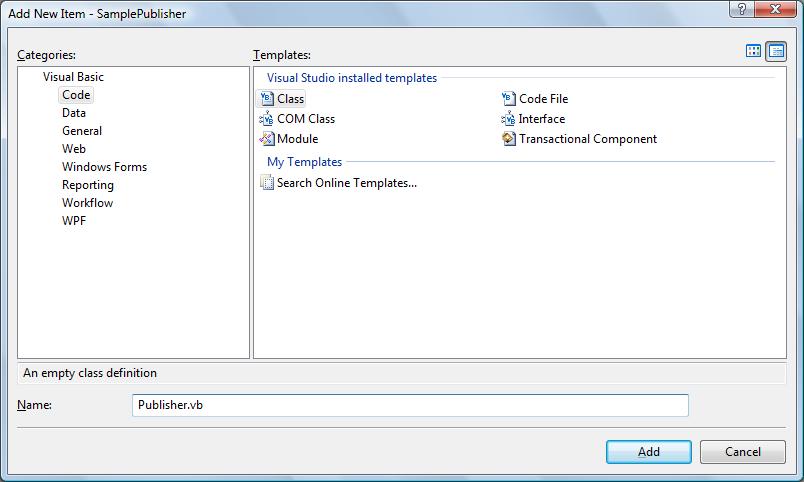 Add New Item - SamplePublisher
Categories:
Visual Basic
Code
Data
General
Web
Windows Forms
Reporting
Workflow
WPF
Templates:
Visual Studio installed templates
Class
Code File
COM Class
Interface
Module
Transactional Component
My Templates
Search Online Templates...
An empty class definition
Name:
Publisher.vb
Add
Cancel